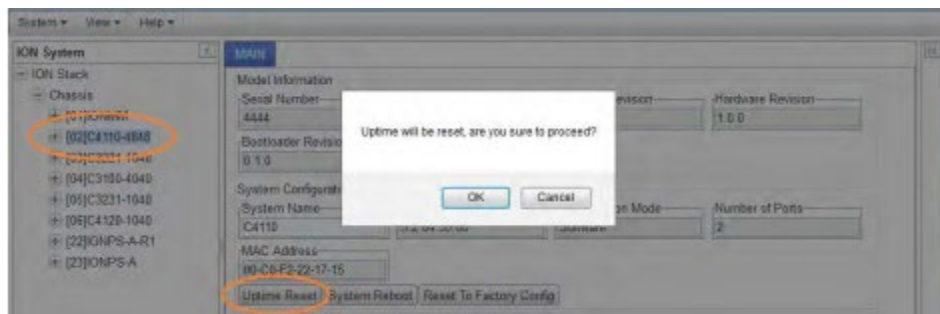 System View Help
ION System
MAIN
ION Stack
Chassis
[02]C4110-4848
[04]C3100-4040
[05]C3231-1040
[06]C4120-1040
[22]IONPS-A-R1
[23]IONPS-A
Model Information
Serial Number
Hardware Revision
4444
1.0.0
Bootloader
0.1.0
Uptime will be reset, are you sure to proceed?
OK Cancel
System
System Name
Mode
Number of Ports
C4110
2
MAC Address
00-C0-F2-22-17-15
Uptime Reset System Reboot Reset To Factory Config